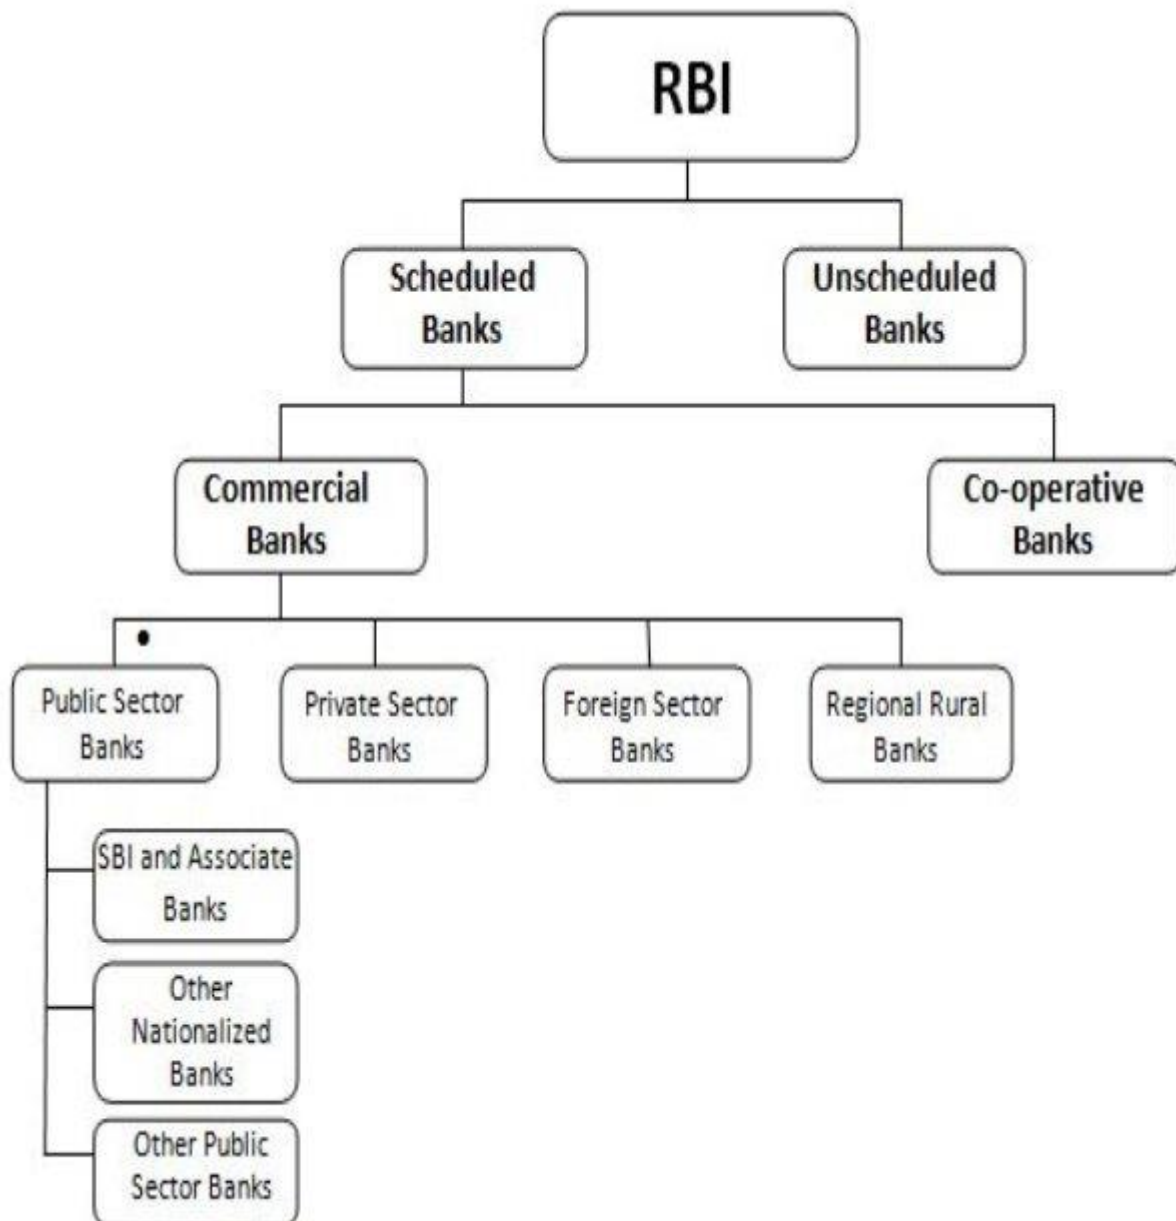 RBI
Scheduled
Banks
Unscheduled
Banks
Commercial
Banks
Co-operative
Banks
Public Sector
Banks
Private Sector
Banks
Foreign Sector
Banks
Regional Rural
Banks
SBI and Associate
Banks
Other
Nationalized
Banks
Other Public
Sector Banks